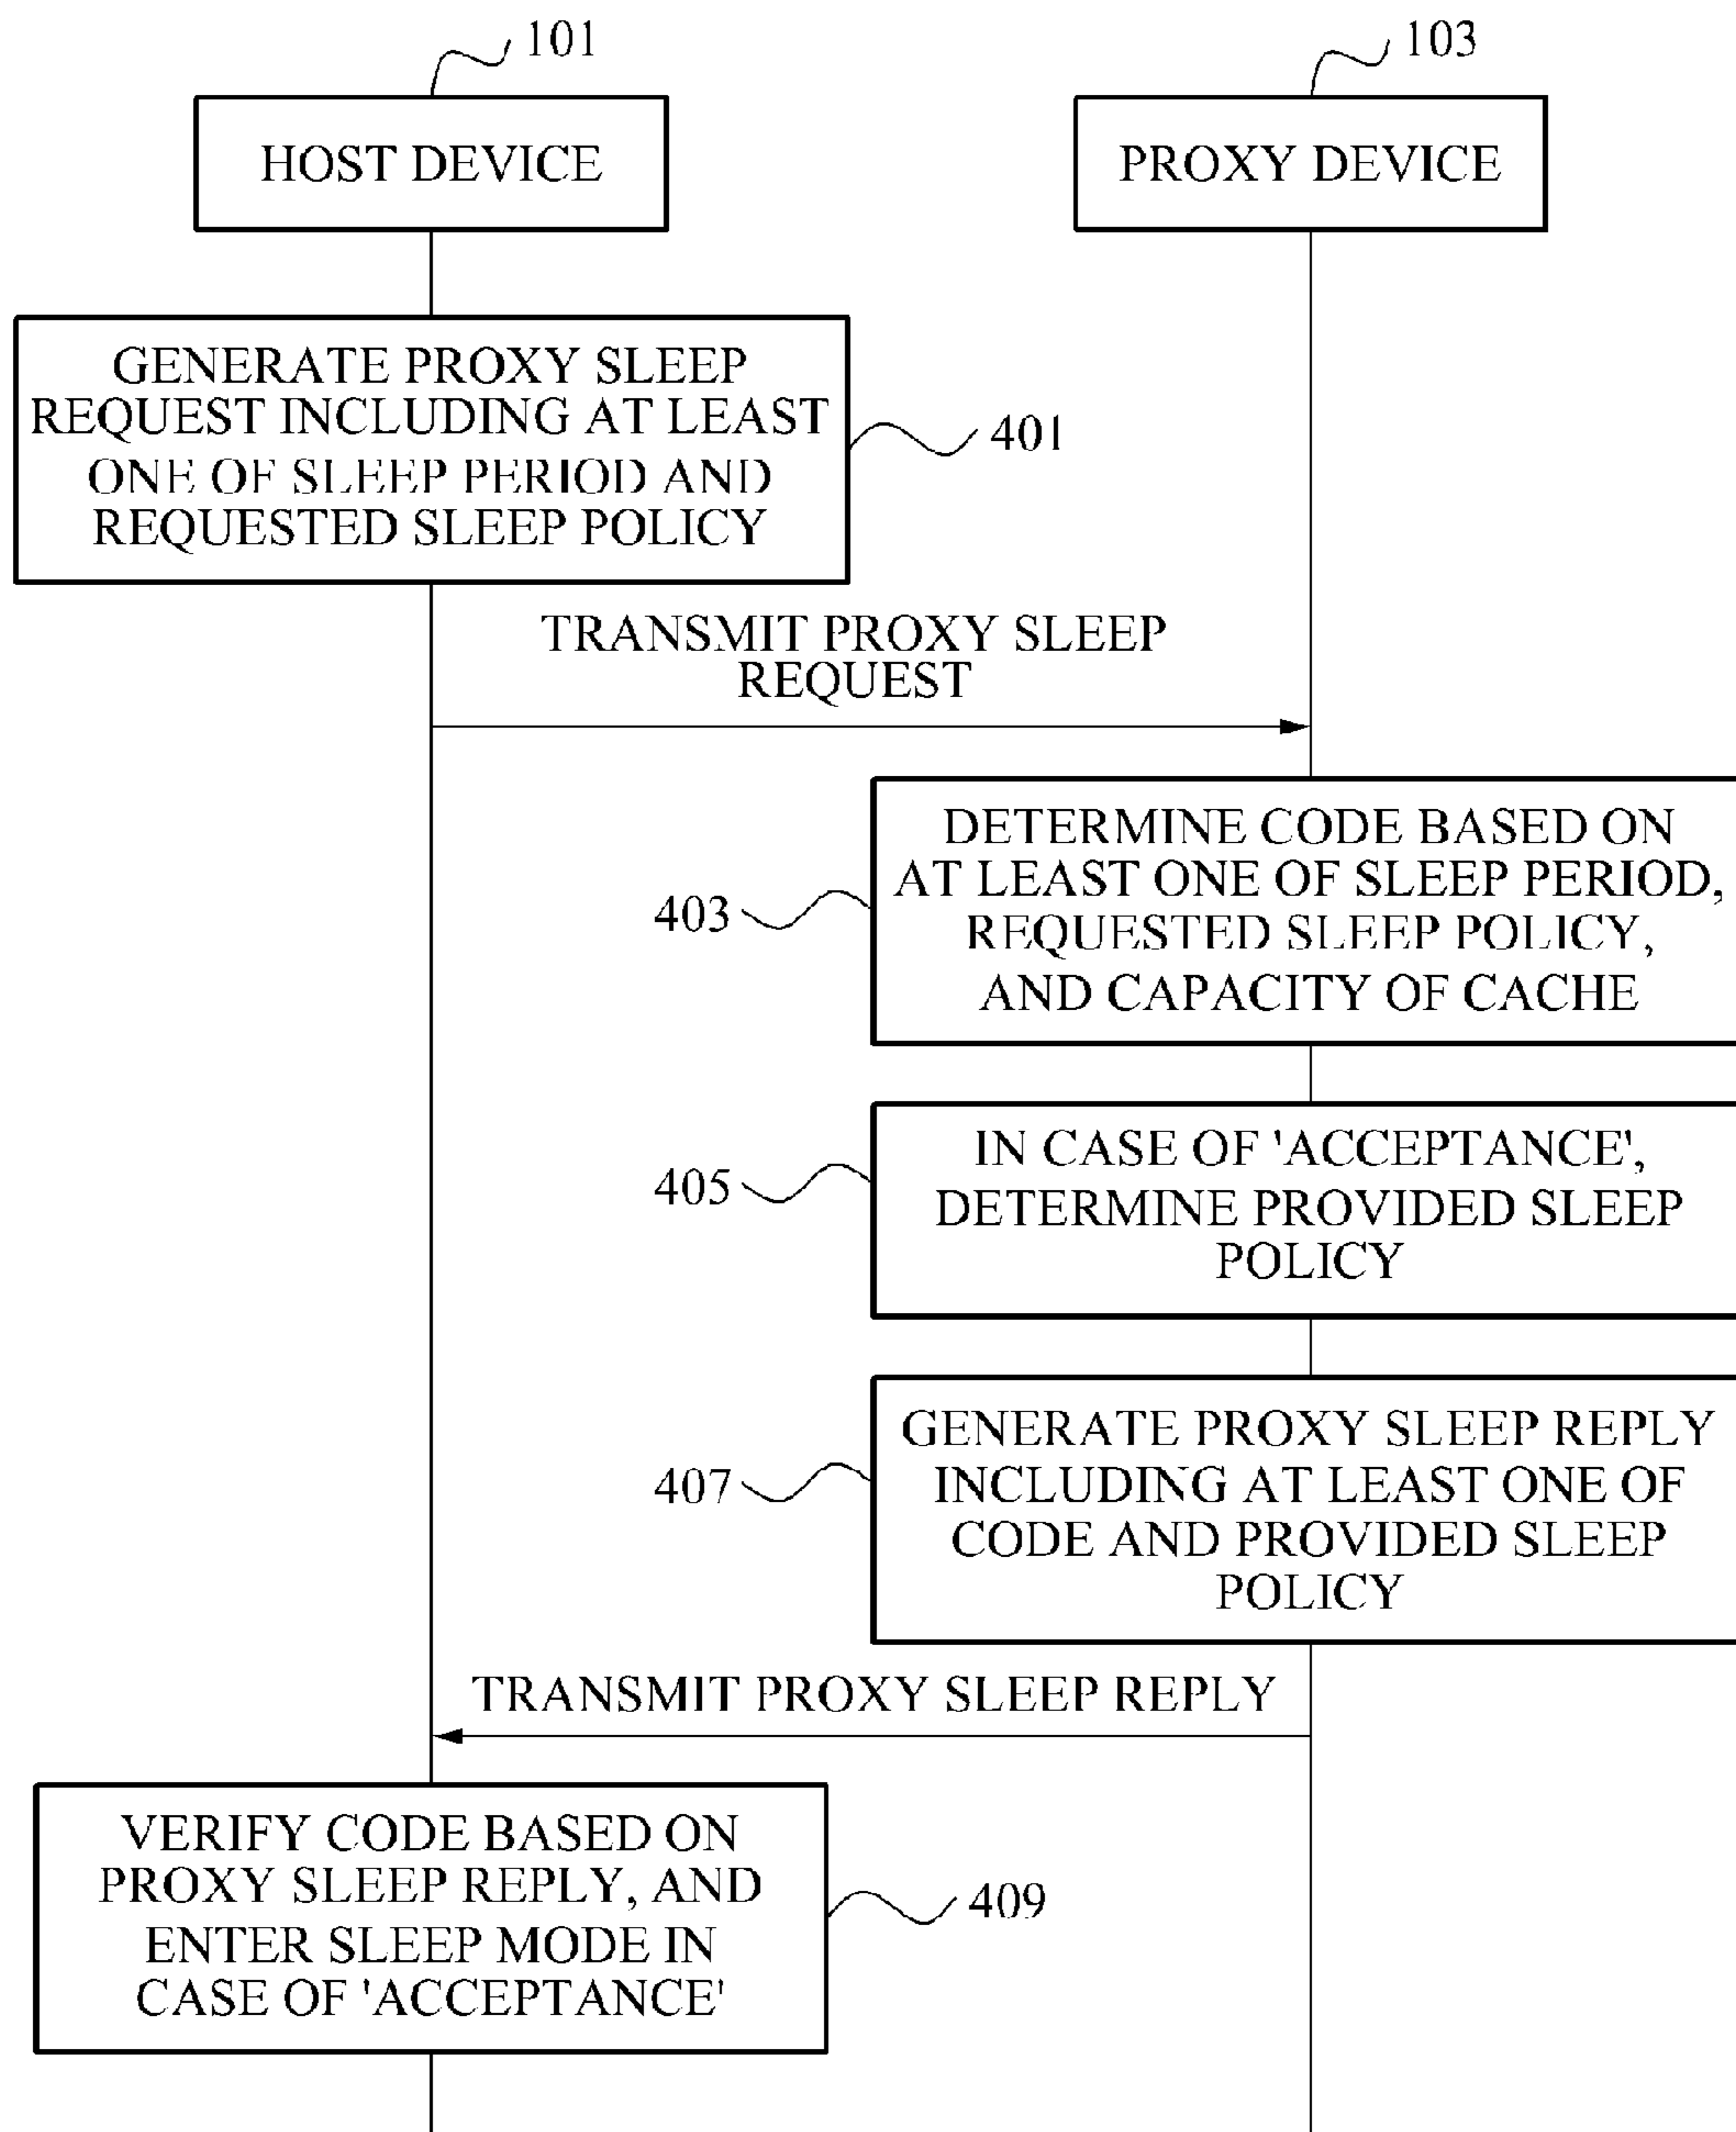 101
103
HOST DEVICE
PROXY DEVICE
GENERATE PROXY SLEEP
REQUEST INCLUDING AT LEAST
ONE OF SLEEP PERIOD AND
REQUESTED SLEEP POLICY
401
TRANSMIT PROXY SLEEP
REQUEST
DETERMINE CODE BASED ON
AT LEAST ONE OF SLEEP PERIOD,
REQUESTED SLEEP POLICY,
AND CAPACITY OF CACHE
403
IN CASE OF 'ACCEPTANCE',
DETERMINE PROVIDED SLEEP
POLICY
405
GENERATE PROXY SLEEP REPLY
INCLUDING AT LEAST ONE OF
CODE AND PROVIDED SLEEP
POLICY
407
TRANSMIT PROXY SLEEP REPLY
VERIFY CODE BASED ON
PROXY SLEEP REPLY, AND
ENTER SLEEP MODE IN
CASE OF 'ACCEPTANCE'
409